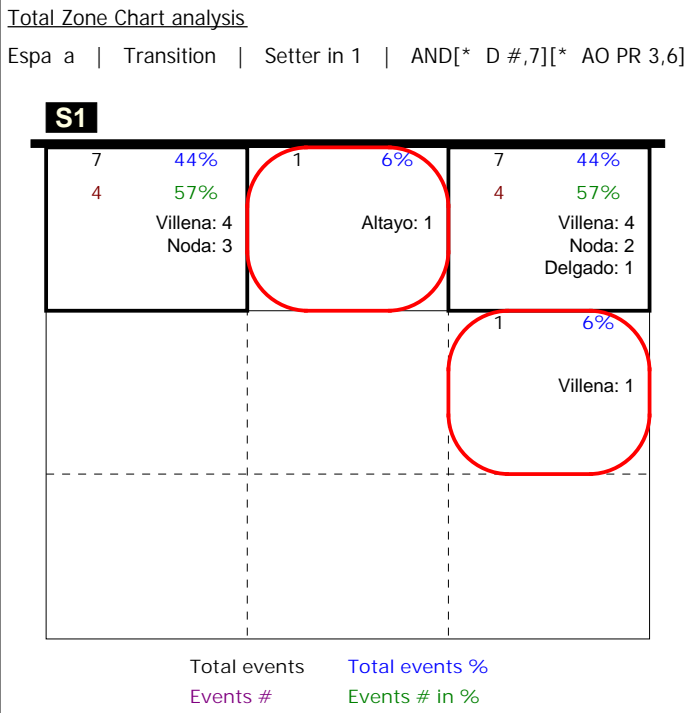 Total Zone Chart analysis
Espa a | Transition | Setter in 1 | AND[* D #,7][* AO PR 3,6]
S1
7 44% 1 6% 7 44%
4 57% 4 57%
Villena: 4 Altayo: 1 Villena: 4
Noda: 3 Noda: 2
Delgado: 1
1 6%
Villena: 1
Total events Total events %
Events # Events # in %